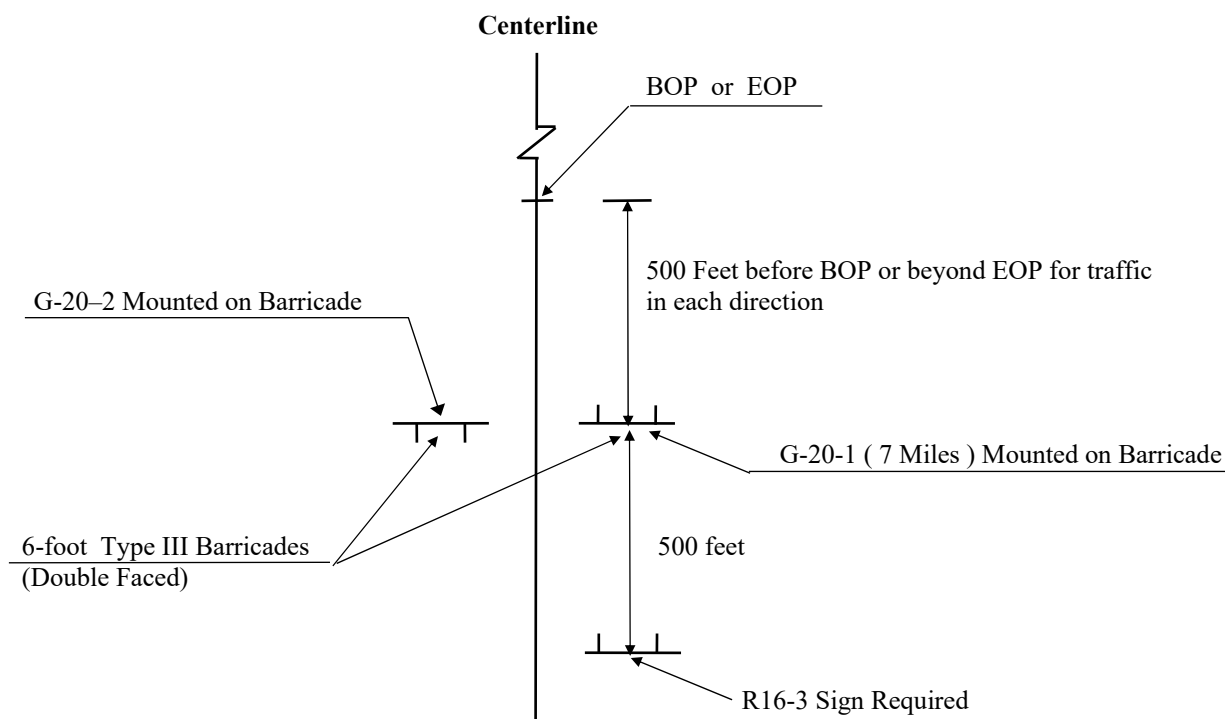 Centerline
BOP or EOP
500 Feet before BOP or beyond EOP for traffic
in each direction
G-20–2 Mounted on Barricade
G-20-1 ( 7 Miles ) Mounted on Barricade
6-foot Type III Barricades
(Double Faced)
500 feet
R16-3 Sign Required